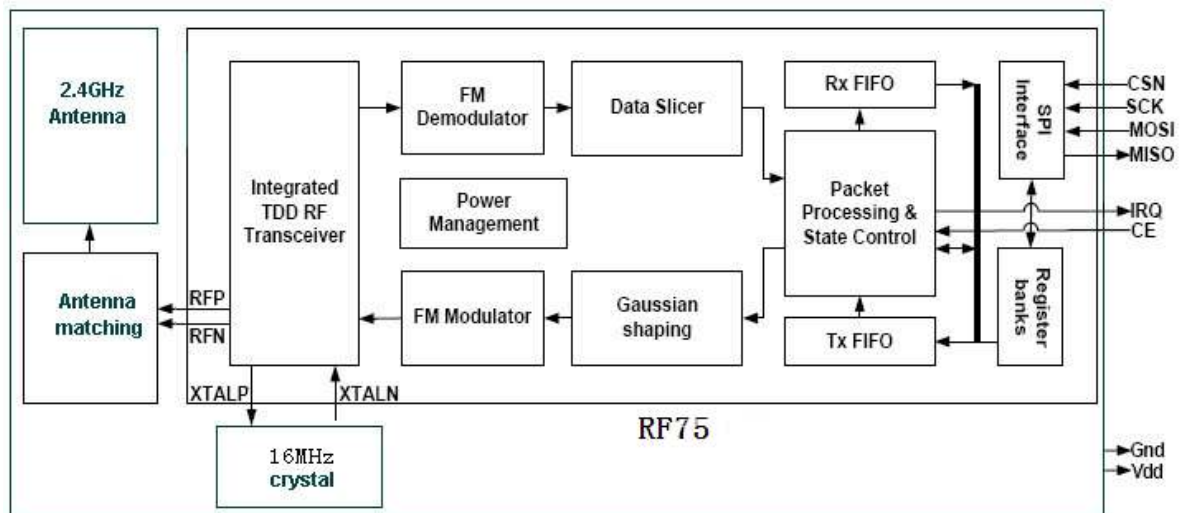 2.4GHz
Antenna
Antenna
matching
RFP
RFN
Integrated
TDD RF
Transceiver
XTALP
XTALN
16MHz
crystal
FM
Demodulator
Data Slicer
Power
Management
FM Modulator
Gaussian
shaping
Rx FIFO
Packet
Processing &
State Control
Tx FIFO
SPI
Interface
Register
banks
CSN
SCK
MOSI
MISO
IRQ
CE
RF75
Gnd
Vdd